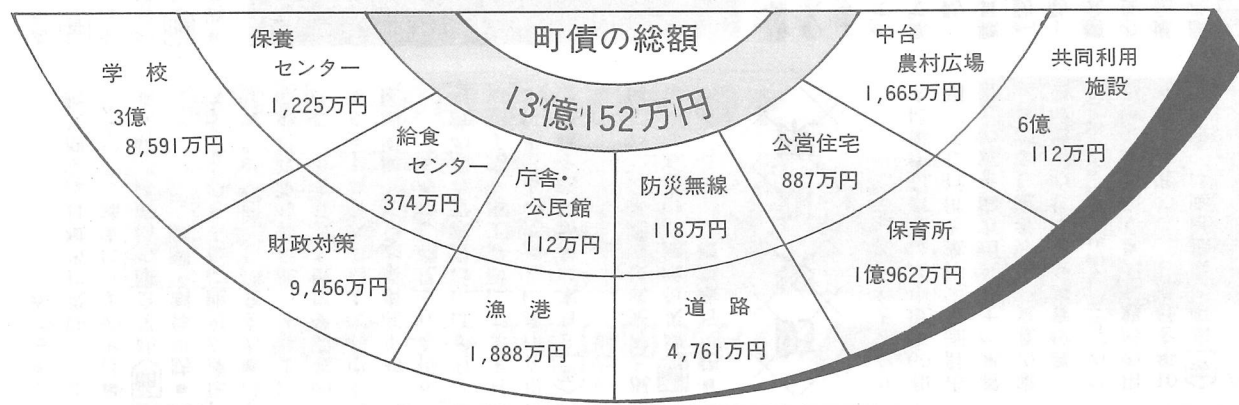 町債の総額
13億152万円
保養
センター
1,225万円
給食
センター
374万円
庁舎・
公民館
112万円
防災無線
118万円
公営住宅
887万円
中台
農村広場
1,665万円
学校
3億
8,591万円
財政対策
9,456万円
漁港
1,888万円
道路
4,761万円
保育所
1億962万円
共同利用
施設
6億
112万円